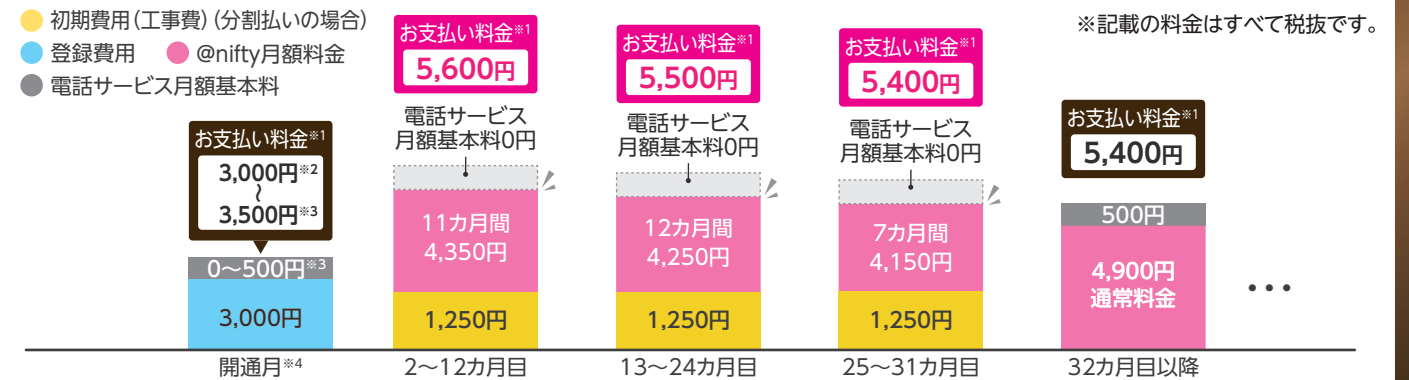 初期費用(工事費)(分割払いの場合)
登録費用 @nifty月額料金
電話サービス月額基本料
※記載の料金はすべて税抜です。
お支払い料金※1
3,000円※2
〜
3,500円※3
0〜500円※3
3,000円
開通月※4
お支払い料金※1
5,600円
電話サービス
月額基本料0円
11カ月間
4,350円
1,250円
2〜12カ月目
お支払い料金※1
5,500円
電話サービス
月額基本料0円
12カ月間
4,250円
1,250円
13〜24カ月目
お支払い料金※1
5,400円
電話サービス
月額基本料0円
7カ月間
4,150円
1,250円
25〜31カ月目
お支払い料金※1
5,400円
500円
4,900円
通常料金
32カ月目以降
…